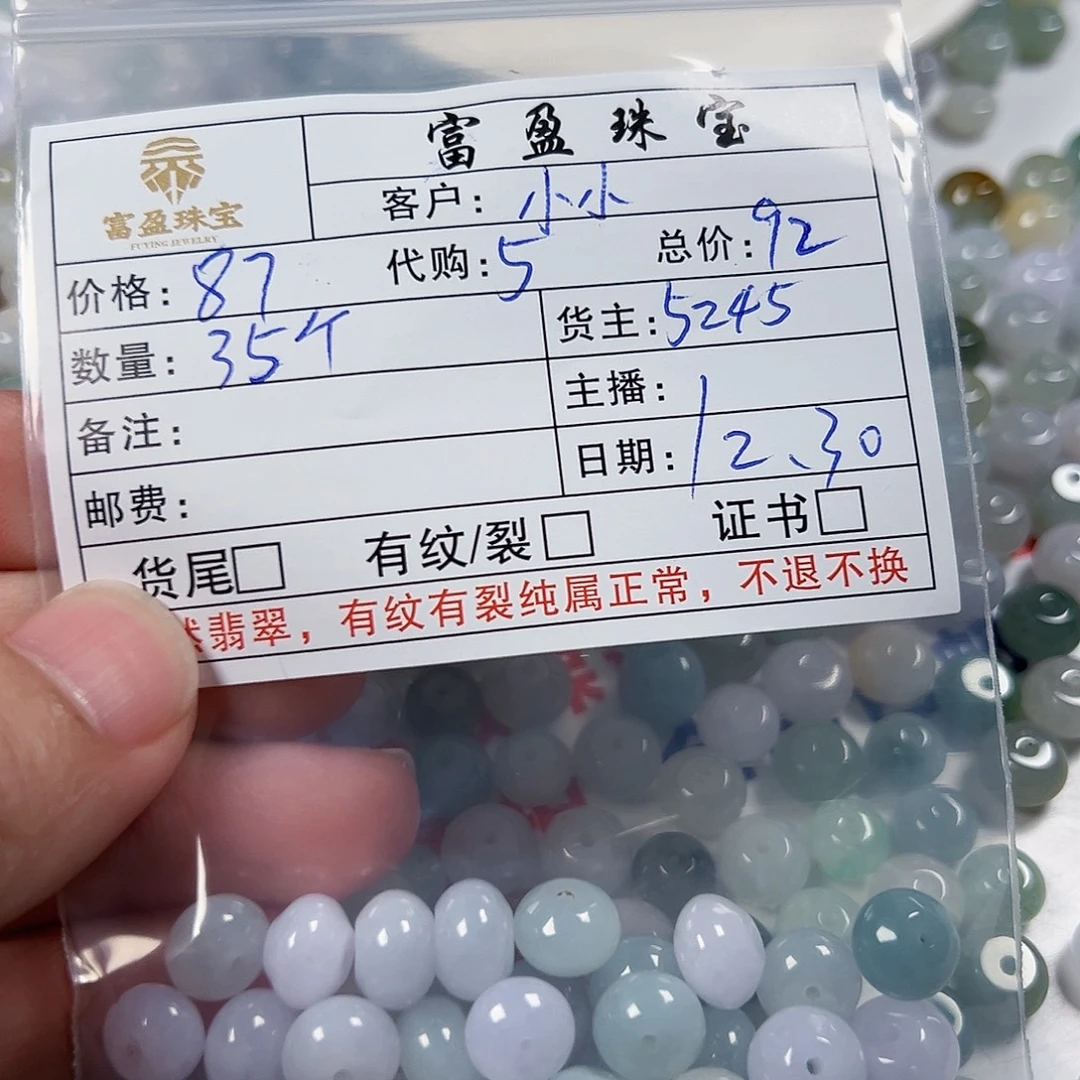 富盈珠宝
FUYING JEWELRY
富盈珠宝
客户：小小
价格：87 代购：5 总价：92
数量：35个 货主：5245
备注： 主播：
邮费： 日期：12、30
货尾□ 有纹/裂□ 证书□
然翡翠，有纹有裂纯属正常，不退不换